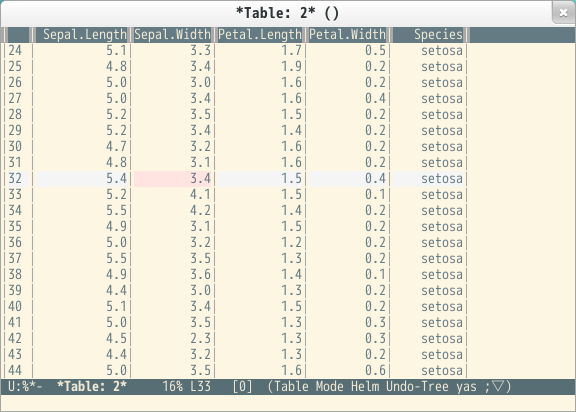 *Table: 2* ()
Sepal.Length Sepal.Width Petal.Length Petal.Width Species
24 5.1 3.3 1.7 0.5 setosa
25 4.8 3.4 1.9 0.2 setosa
26 5.0 3.0 1.6 0.2 setosa
27 5.0 3.4 1.6 0.4 setosa
28 5.2 3.5 1.5 0.2 setosa
29 5.2 3.4 1.4 0.2 setosa
30 4.7 3.2 1.6 0.2 setosa
31 4.8 3.1 1.6 0.2 setosa
32 5.4 3.4 1.5 0.4 setosa
33 5.2 4.1 1.5 0.1 setosa
34 5.5 4.2 1.4 0.2 setosa
35 4.9 3.1 1.5 0.2 setosa
36 5.0 3.2 1.2 0.2 setosa
37 5.5 3.5 1.3 0.2 setosa
38 4.9 3.6 1.4 0.1 setosa
39 4.4 3.0 1.3 0.2 setosa
40 5.1 3.4 1.5 0.2 setosa
41 5.0 3.5 1.3 0.3 setosa
42 4.5 2.3 1.3 0.3 setosa
43 4.4 3.2 1.3 0.2 setosa
44 5.0 3.5 1.6 0.6 setosa
U:%*- *Table: 2* 16% L33 [0] (Table Mode Helm Undo-Tree yas ;▽)